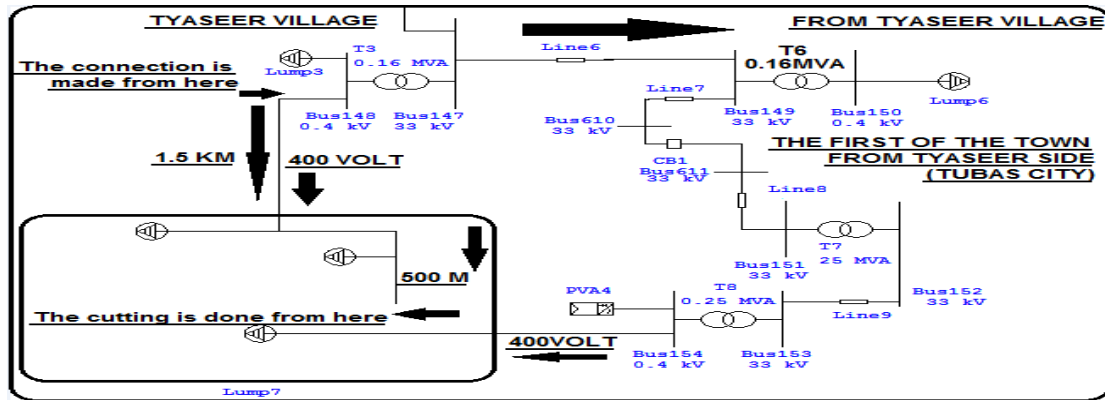 TYASEER VILLAGE
FROM TYASEER VILLAGE
Line6
T3
0.16 MVA
Lump3
T6
0.16MVA
The connection is
made from here
Bus148
0.4 kV
Bus147
33 kV
Line7
Bus149
33 kV
Bus150
0.4 kV
Lump6
Bus610
33 kV
CB1
Bus611
33 kV
THE FIRST OF THE TOWN
FROM TYASEER SIDE
(TUBAS CITY)
1.5 KM
400 VOLT
Line8
T7
25 MVA
Bus151
33 kV
500 M
PVA4
T8
0.25 MVA
Bus152
33 kV
Line9
The cutting is done from here
400VOLT
Bus154
0.4 kV
Bus153
33 kV
Lump7